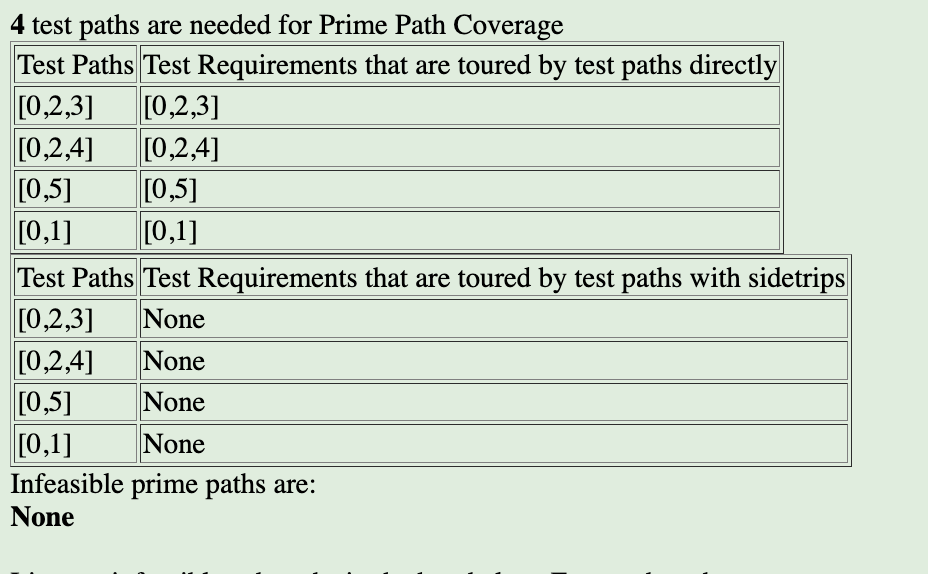 4 test paths are needed for Prime Path Coverage
Test Paths Test Requirements that are toured by test paths directly
[0,2,3] [0,2,3]
[0,2,4] [0,2,4]
[0,5] [0,5]
[0,1] [0,1]
Test Paths Test Requirements that are toured by test paths with sidetrips
[0,2,3] None
[0,2,4] None
[0,5] None
[0,1] None
Infeasible prime paths are:
None